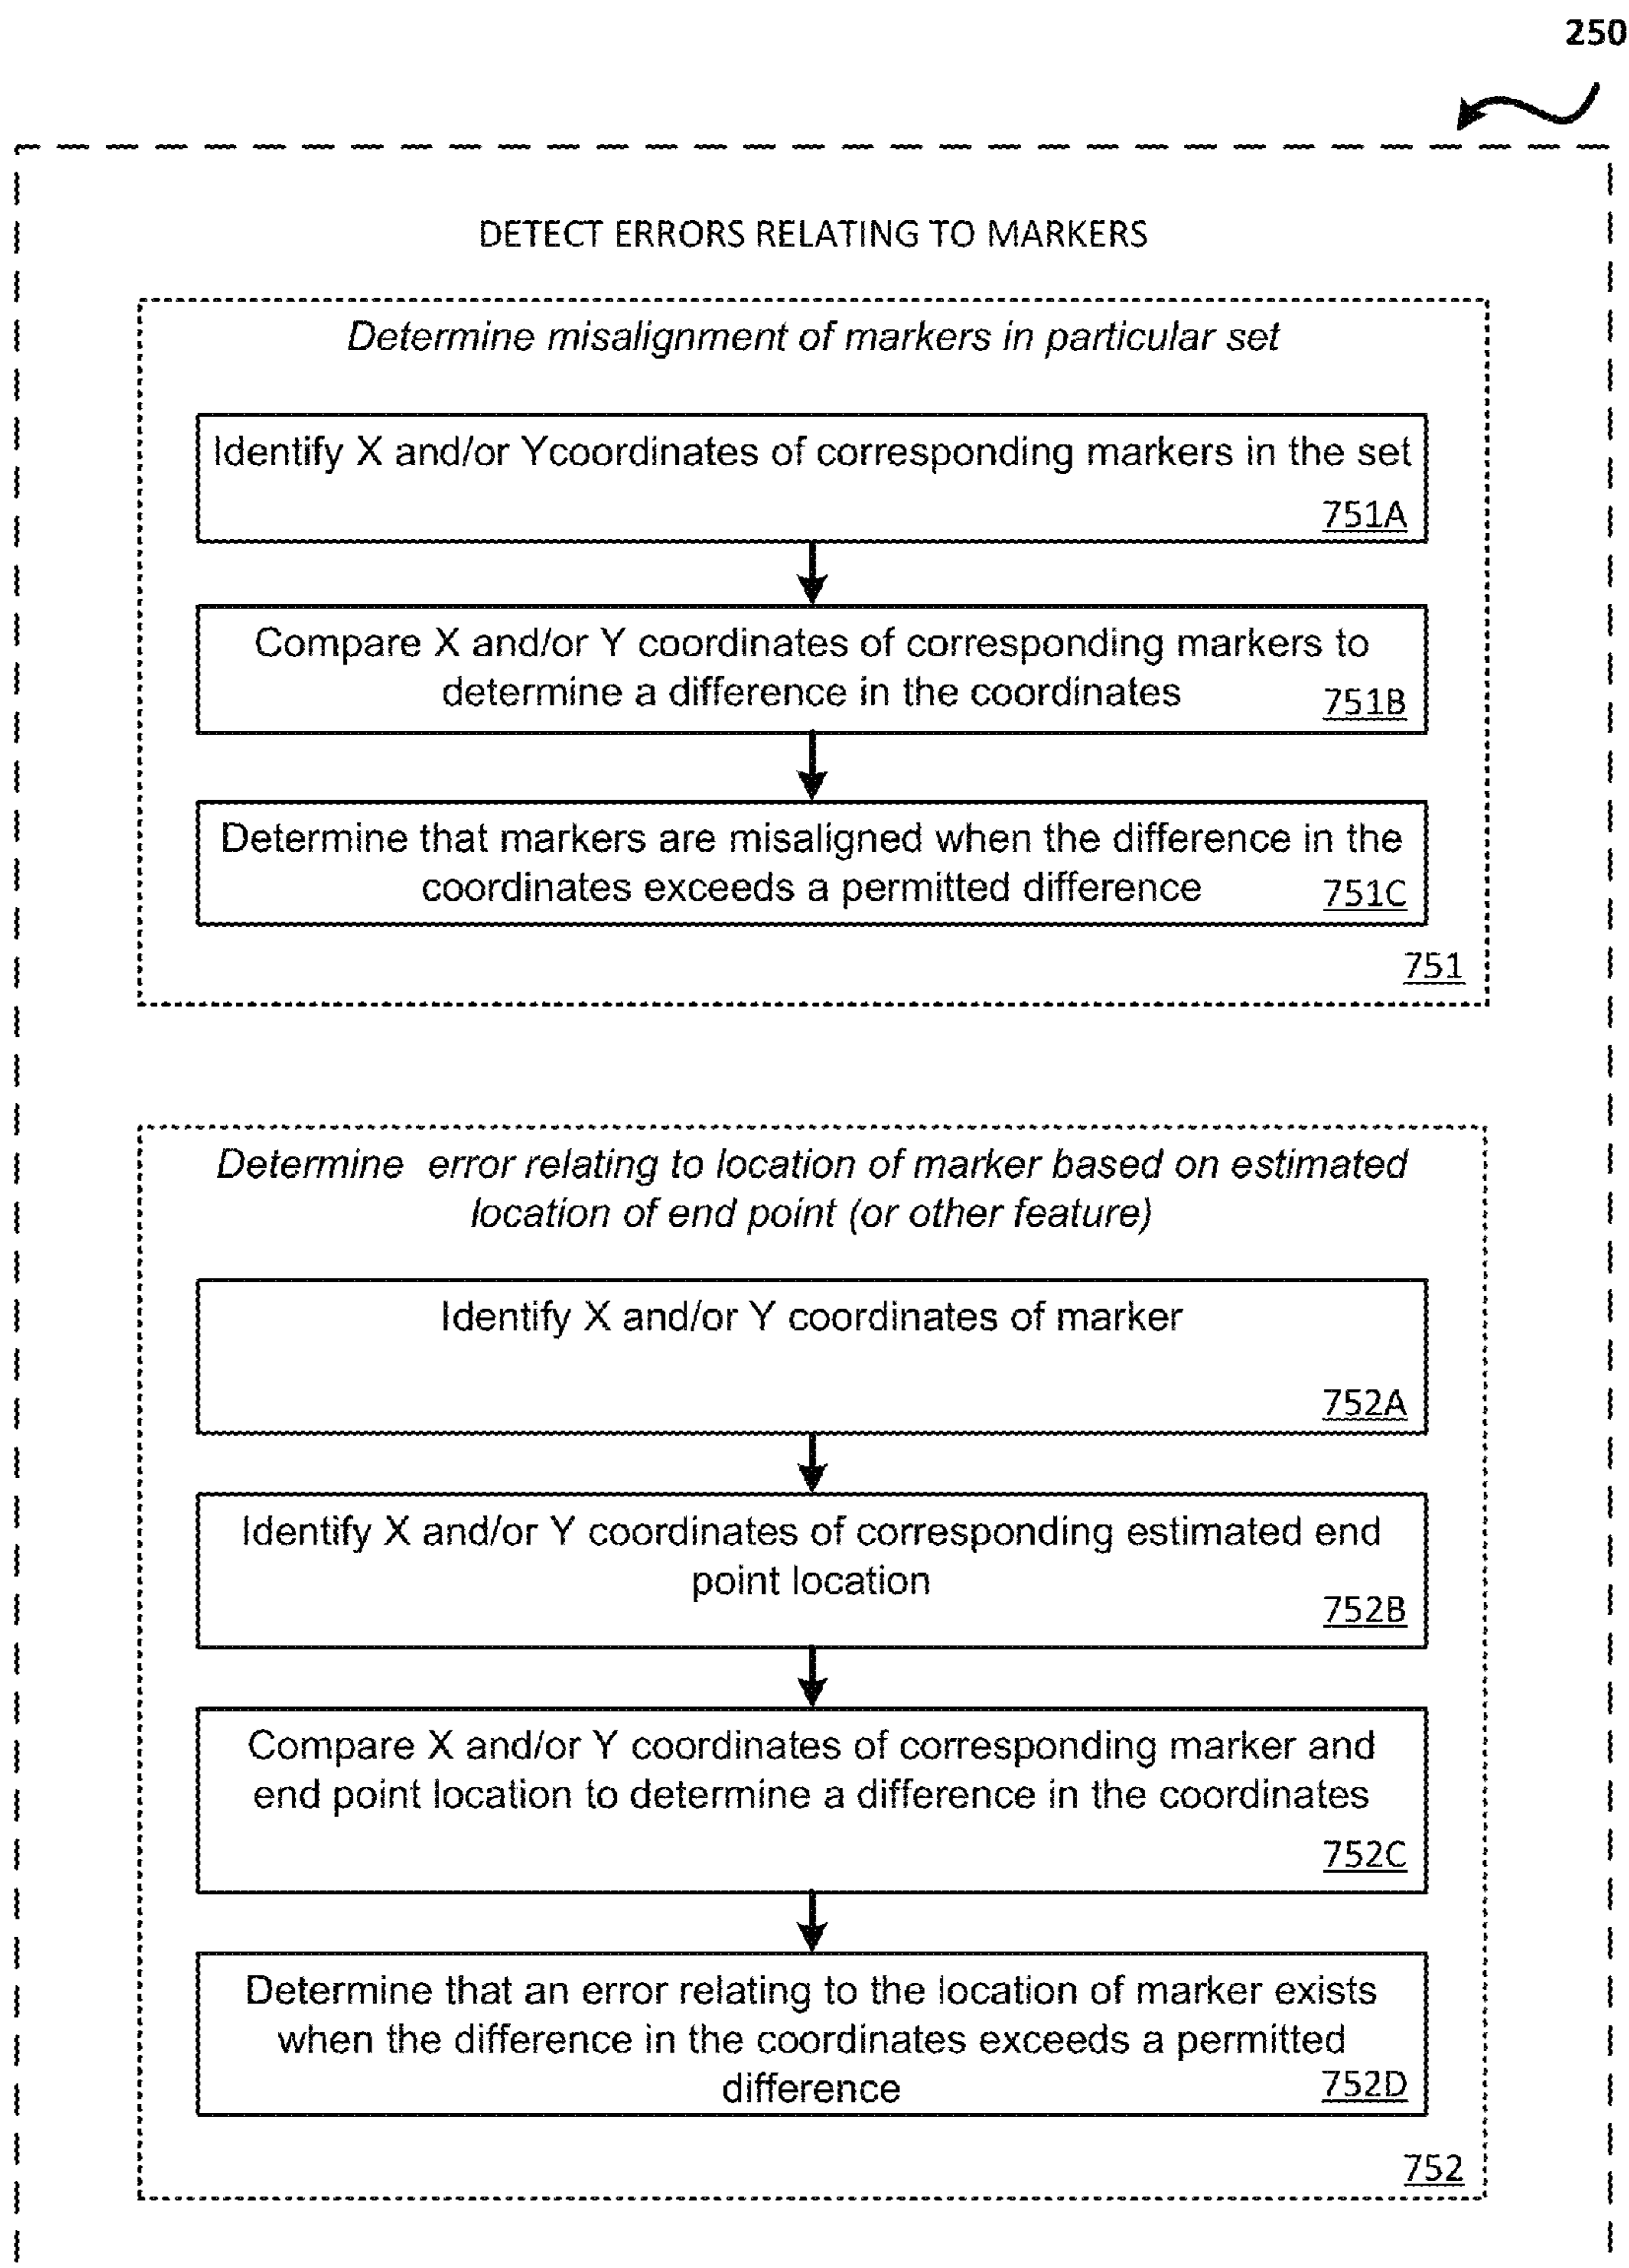 250
DETECT ERRORS RELATING TO MARKERS
Determine misalignment of markers in particular set
Identify X and/or Ycoordinates of corresponding markers in the set
751A
Compare X and/or Y coordinates of corresponding markers to
determine a difference in the coordinates
751B
Determine that markers are misaligned when the difference in the
coordinates exceeds a permitted difference
751C
751
Determine error relating to location of marker based on estimated
location of end point (or other feature)
Identify X and/or Y coordinates of marker
752A
Identify X and/or Y coordinates of corresponding estimated end
point location
752B
Compare X and/or Y coordinates of corresponding marker and
end point location to determine a difference in the coordinates
752C
Determine that an error relating to the location of marker exists
when the difference in the coordinates exceeds a permitted
difference
752D
752